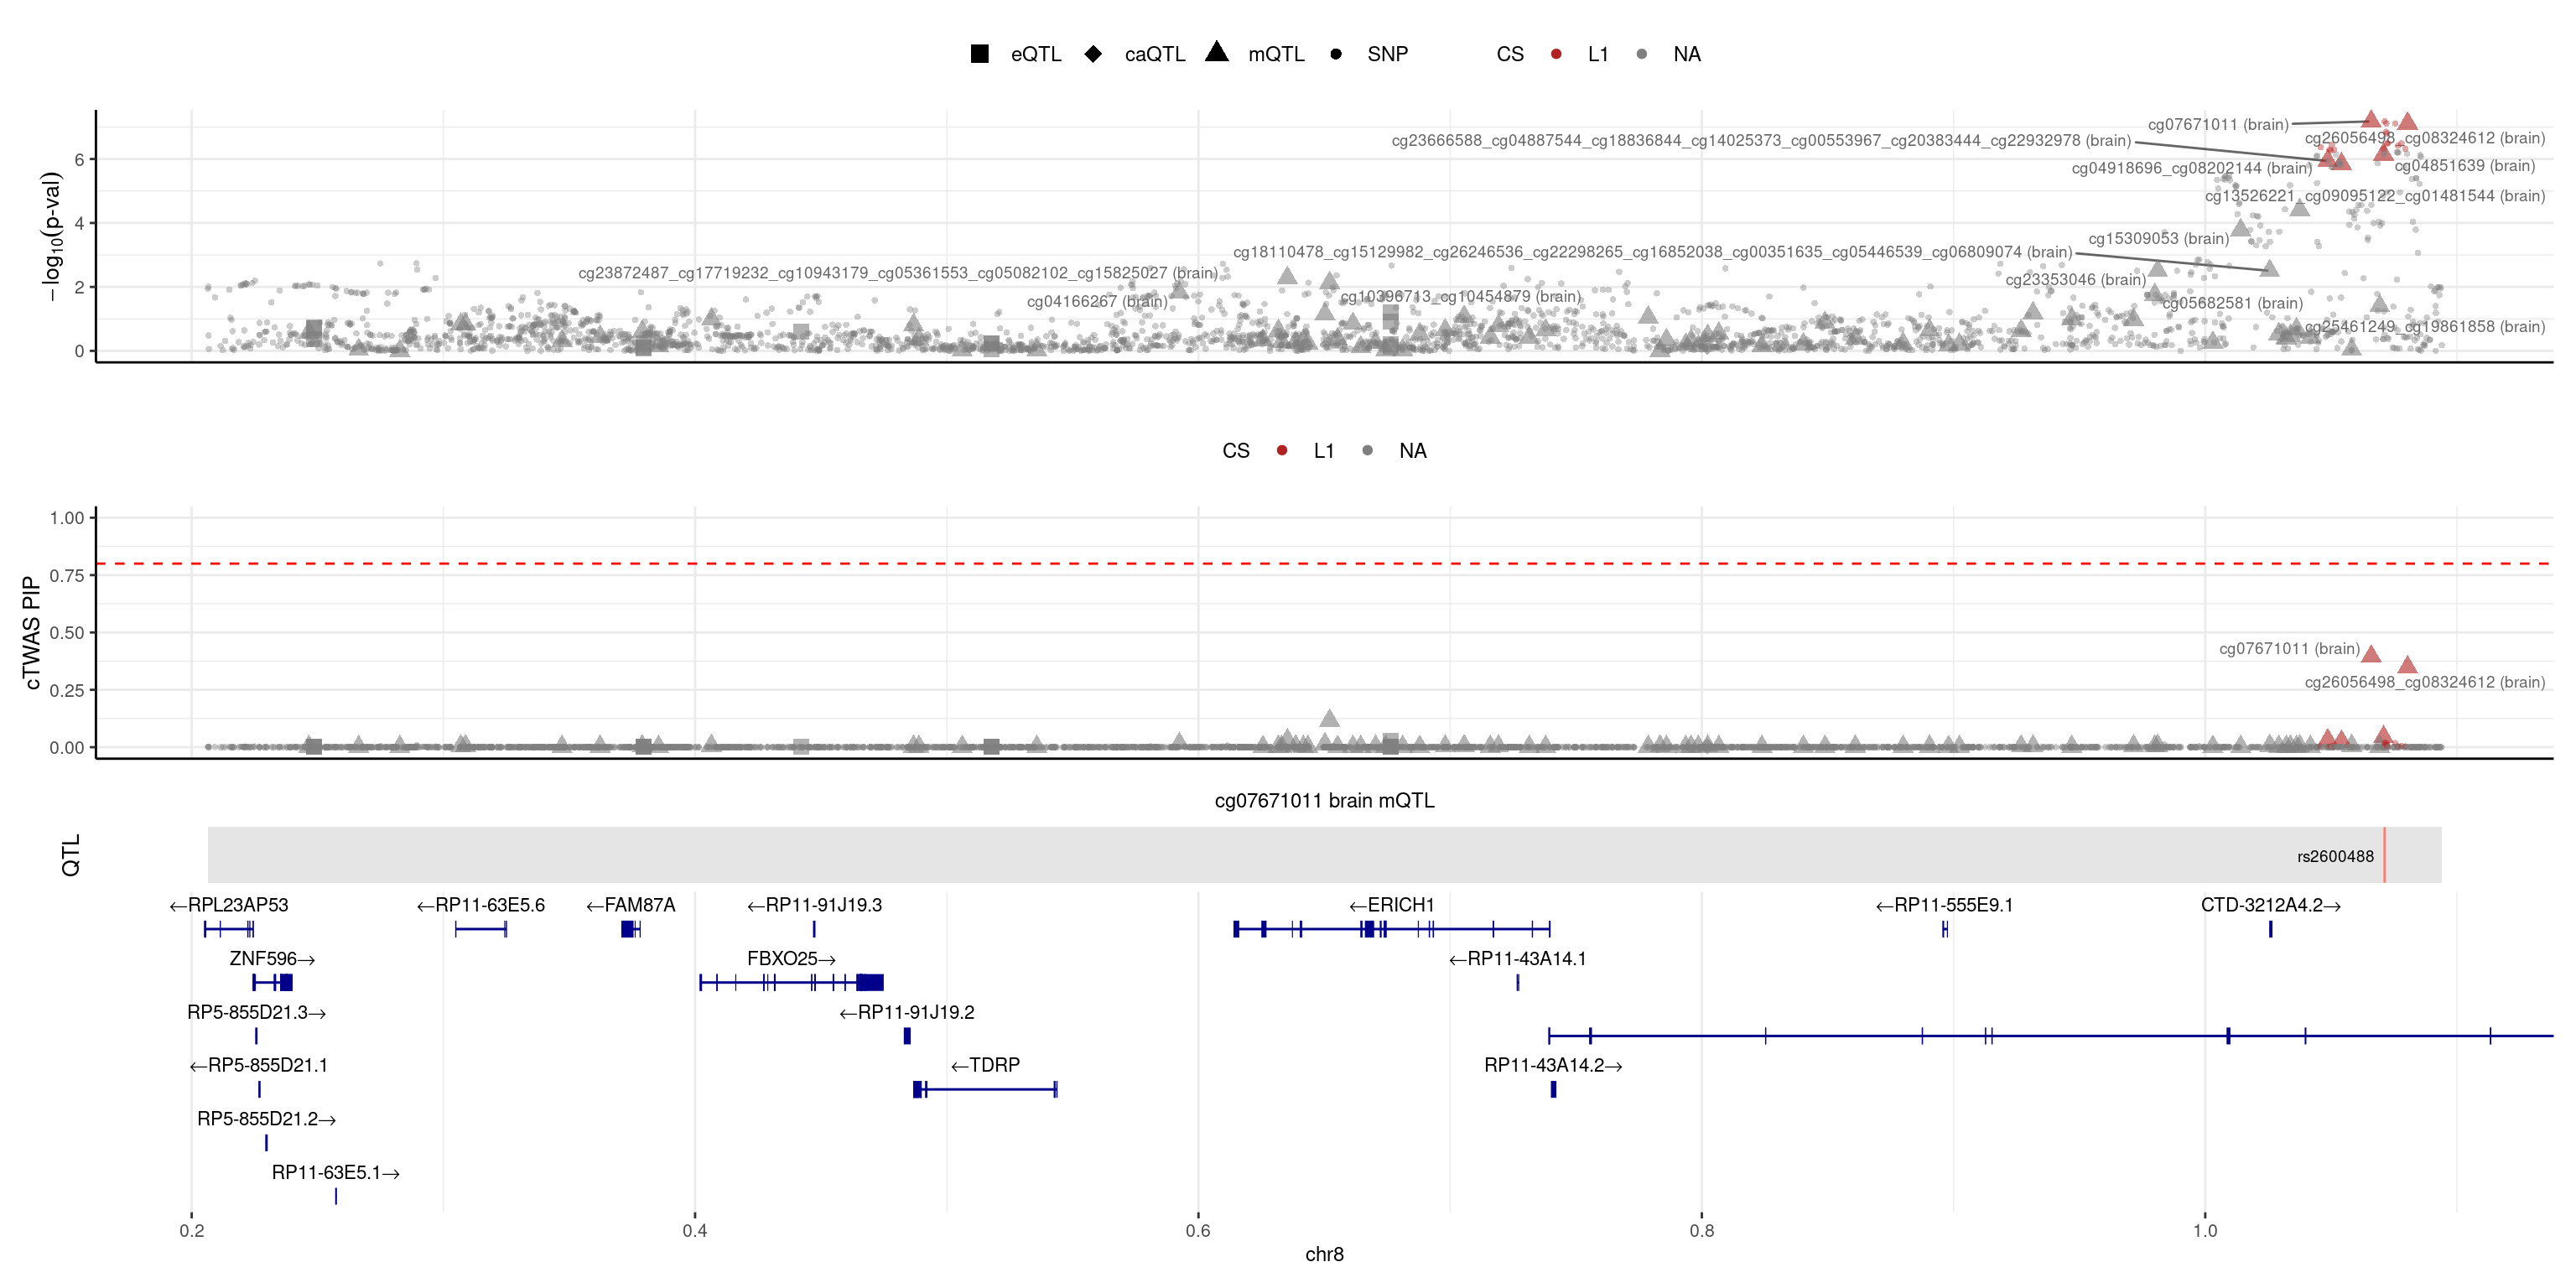 eQTL caQTL mQTL SNP CS L1 NA
cg07671011 (brain)
cg26056498_cg08324612 (brain)
cg23666588_cg04887544_cg18836844_cg14025373_cg00553967_cg20383444_cg22932978 (brain)
cg04918696_cg08202144 (brain)
cg04851639 (brain)
cg13526221_cg09095122_cg01481544 (brain)
cg15309053 (brain)
cg18110478_cg15129982_cg26246536_cg22298265_cg16852038_cg00351635_cg05446539_cg06809074 (brain)
cg23872487_cg17719232_cg10943179_cg05361553_cg05082102_cg15825027 (brain)
cg23353046 (brain)
cg04166267 (brain)
cg10396713_cg10454879 (brain)
cg05682581 (brain)
cg25461249_cg19861858 (brain)
6
4
2
0
−log10(p-val)
CS L1 NA
1.00
0.75
0.50
0.25
0.00
cTWAS PIP
cg07671011 (brain)
cg26056498_cg08324612 (brain)
cg07671011 brain mQTL
QTL
rs2600488
←RPL23AP53 ←RP11-63E5.6 ←FAM87A ←RP11-91J19.3 ←ERICH1 ←RP11-555E9.1 CTD-3212A4.2→
ZNF596→ FBXO25→ ←RP11-43A14.1
RP5-855D21.3→ ←RP11-91J19.2
←RP5-855D21.1 ←TDRP RP11-43A14.2→
RP5-855D21.2→
RP11-63E5.1→
0.2 0.4 0.6 0.8 1.0
chr8